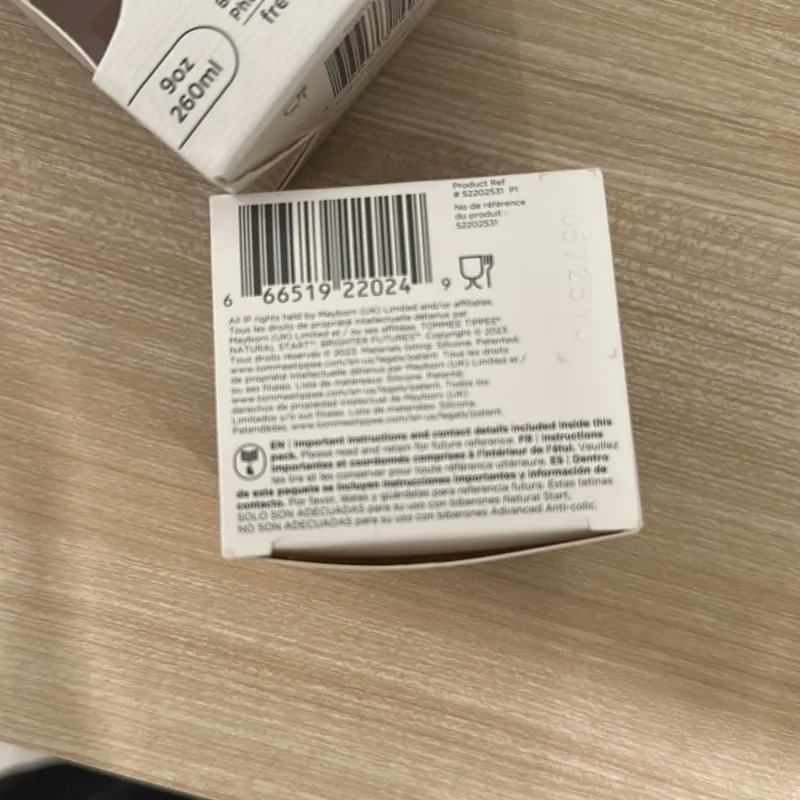 9oz
260ml
fre
Product Ref
# 52202531 P1
No de référence
du produit :
52202531
6 66519 22024 9
All IP rights held by Mayborn (UK) Limited and/or affiliates.
Tous les droits de propriété intellectuelle détenus par
Mayborn (UK) Limited et / ou ses affiliées. TOMMEE TIPPEE®
NATURAL START™, BRIGHTER FUTURES™ Copyright © 2023.
Tous droits réservés © 2023. Materials listing: Silicone. Patented:
www.tommeetippee.com/en-us/legals/patent. Tous les droits
de propriété intellectuelle détenus par Mayborn (UK) Limited et /
ou ses filiales. Liste de matériaux: Silicone. Patenté:
www.tommeetippee.com/en-us/legals/patent. Todos los
derechos de propiedad intelectual de Mayborn (UK)
Limited y/o sus filiales. Lista de materiales: Silicona.
Patentado: www.tommeetippee.com/en-us/legals/patent.
EN | Important instructions and contact details included inside this
pack. Please read and retain for future reference. FR | Instructions
importantes et coordonnés comprises à l'intérieur de l'étui. Veuillez
les lire et les conserver pour toute référence ultérieure. ES | Dentro
de este paquete se incluyen instrucciones importantes y información de
contacto. Por favor, léalas y guárdelas para referencia futura. Estas tetinas
SOLO SON ADECUADAS para su uso con biberones Natural Start,
NO SON ADECUADAS para su uso con biberones Advanced Anti-colic.